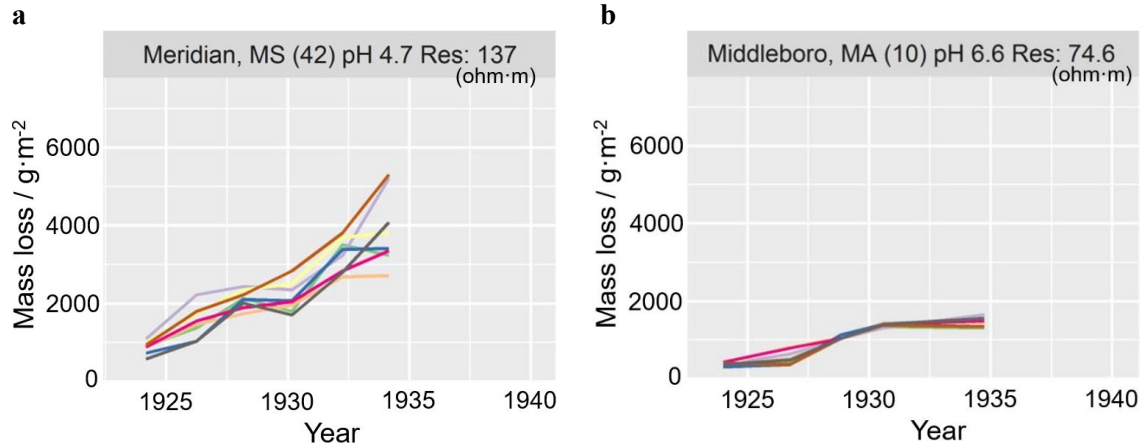 a
Meridian, MS (42) pH 4.7 Res: 137
(ohm·m)
Mass loss / g·m⁻²
6000
4000
2000
0
1925 1930 1935 1940
Year
b
Middleboro, MA (10) pH 6.6 Res: 74.6
(ohm·m)
Mass loss / g·m⁻²
6000
4000
2000
0
1925 1930 1935 1940
Year